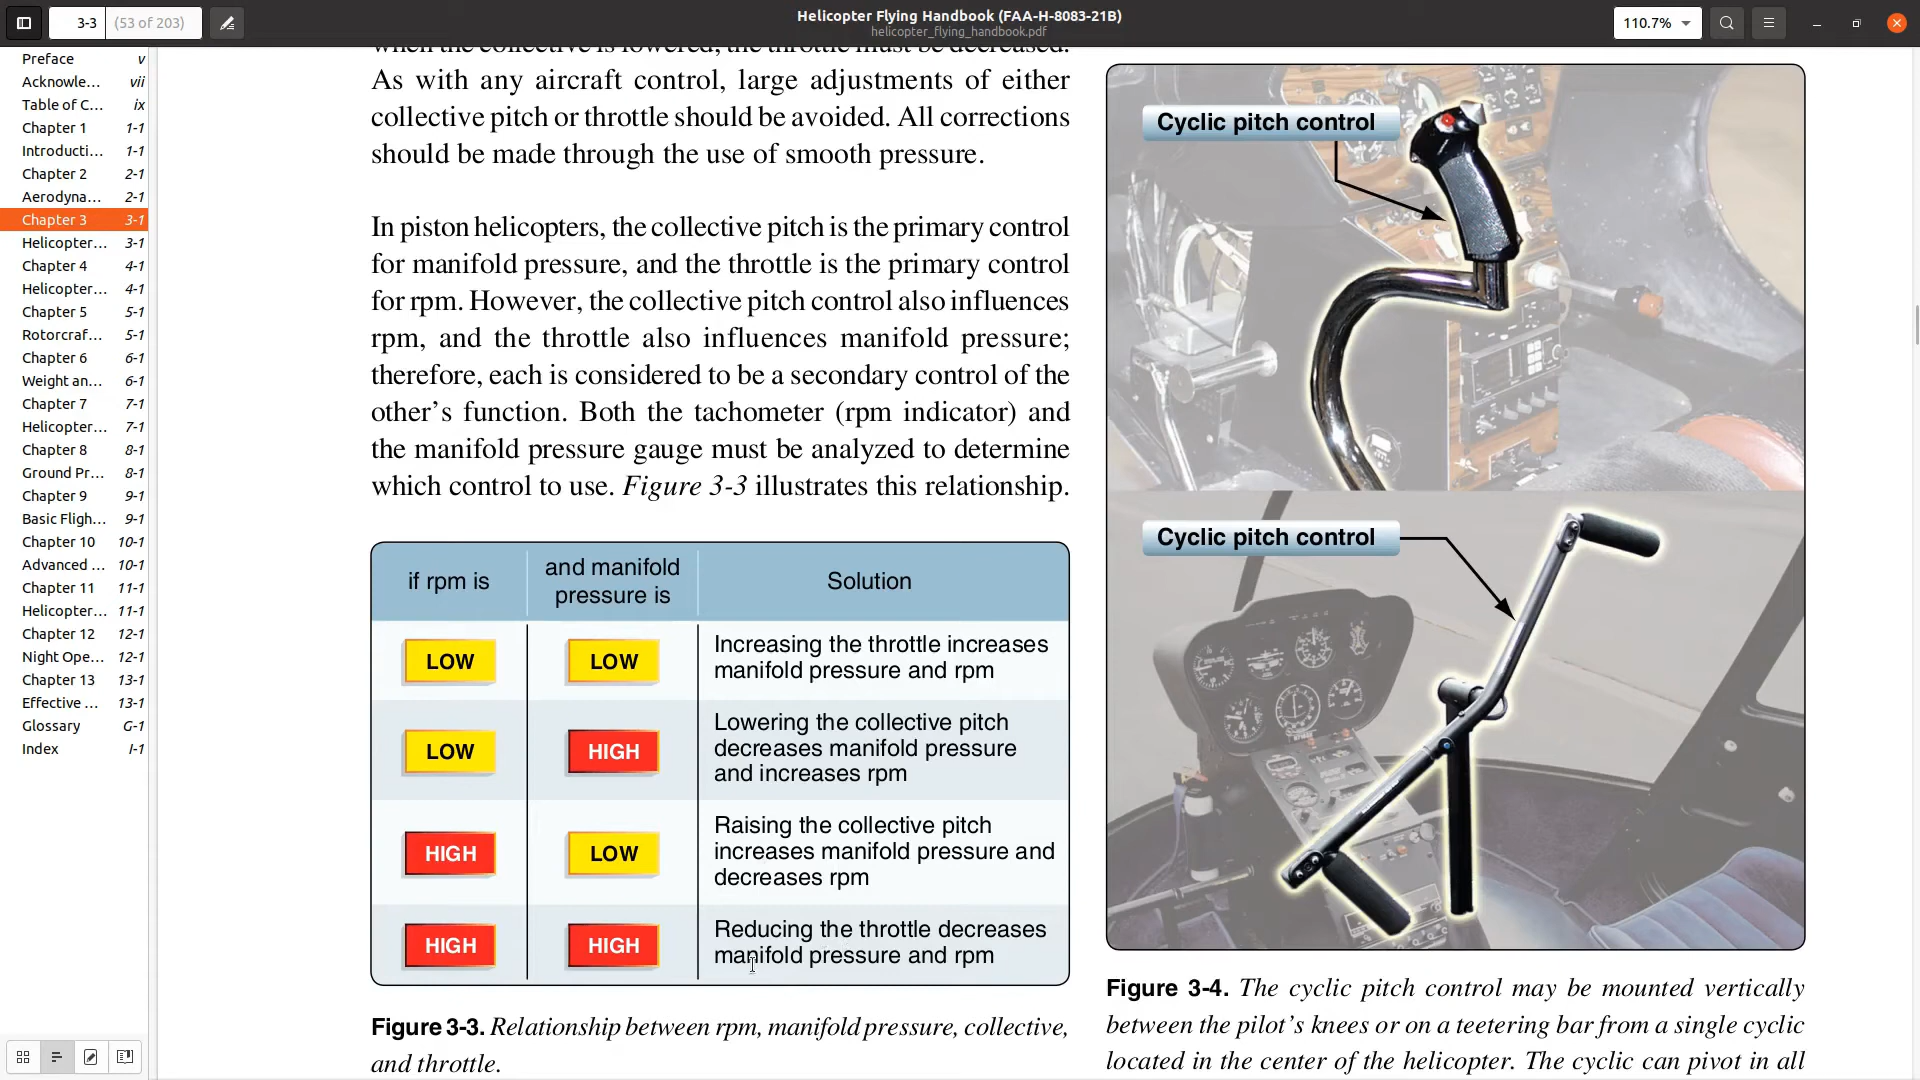 3-3
(53 of 203)
Helicopter Flying Handbook (FAA-H-8083-21B)
helicopter_flying_handbook.pdf
110.7%
Preface v
Acknowle... vii
Table of C... ix
Chapter 1 1-1
Introducti... 1-1
Chapter 2 2-1
Aerodyna... 2-1
Chapter 3 3-1
Helicopter... 3-1
Chapter 4 4-1
Helicopter... 4-1
Chapter 5 5-1
Rotorcraf... 5-1
Chapter 6 6-1
Weight an... 6-1
Chapter 7 7-1
Helicopter... 7-1
Chapter 8 8-1
Ground Pr... 8-1
Chapter 9 9-1
Basic Fligh... 9-1
Chapter 10 10-1
Advanced ... 10-1
Chapter 11 11-1
Helicopter... 11-1
Chapter 12 12-1
Night Ope... 12-1
Chapter 13 13-1
Effective ... 13-1
Glossary G-1
Index I-1
when the collective is lowered, the throttle must be decreased.
As with any aircraft control, large adjustments of either
collective pitch or throttle should be avoided. All corrections
should be made through the use of smooth pressure.
In piston helicopters, the collective pitch is the primary control
for manifold pressure, and the throttle is the primary control
for rpm. However, the collective pitch control also influences
rpm, and the throttle also influences manifold pressure;
therefore, each is considered to be a secondary control of the
other’s function. Both the tachometer (rpm indicator) and
the manifold pressure gauge must be analyzed to determine
which control to use. Figure 3-3 illustrates this relationship.
if rpm is
and manifold
pressure is
Solution
LOW
LOW
Increasing the throttle increases
manifold pressure and rpm
LOW
HIGH
Lowering the collective pitch
decreases manifold pressure
and increases rpm
HIGH
LOW
Raising the collective pitch
increases manifold pressure and
decreases rpm
HIGH
HIGH
Reducing the throttle decreases
manifold pressure and rpm
Figure 3-3. Relationship between rpm, manifold pressure, collective,
and throttle.
Cyclic pitch control
Cyclic pitch control
Figure 3-4. The cyclic pitch control may be mounted vertically
between the pilot’s knees or on a teetering bar from a single cyclic
located in the center of the helicopter. The cyclic can pivot in all